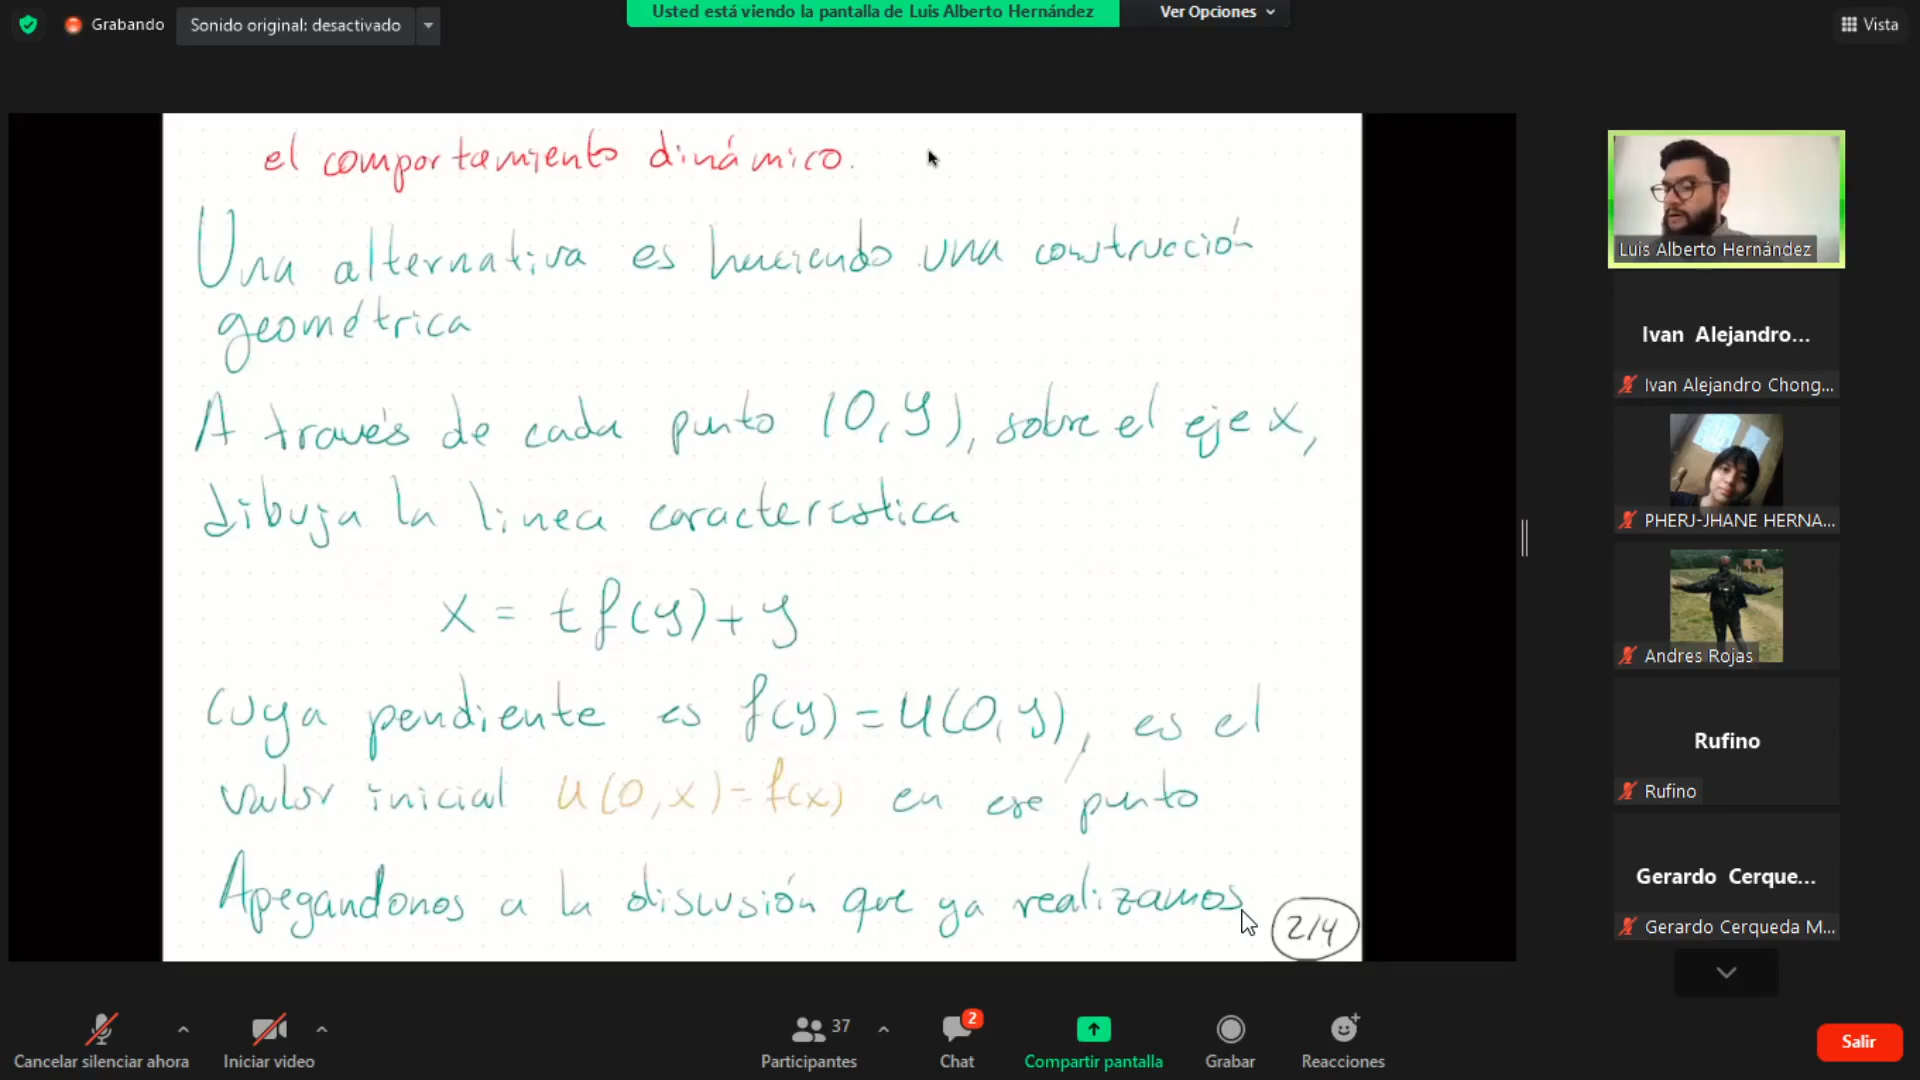 Grabando
Sonido original: desactivado
Usted está viendo la pantalla de Luis Alberto Hernández
Ver Opciones
Vista
el comportamiento dinámico.
Una alternativa es haciendo una construcción
geométrica
A través de cada punto (0, y), sobre el eje x,
dibuja la linea caracteristica
x = t f(y) + y
cuya pendiente es f(y) = u(0, y), es el
valor inicial u(0, x) = f(x) en ese punto
Apegandonos a la discusión que ya realizamos
2/4
Luis Alberto Hernández
Ivan Alejandro...
Ivan Alejandro Chong...
PHERJ-JHANE HERNA...
Andres Rojas
Rufino
Rufino
Gerardo Cerque...
Gerardo Cerqueda M...
Cancelar silenciar ahora
Iniciar video
37
Participantes
2
Chat
Compartir pantalla
Grabar
Reacciones
Salir